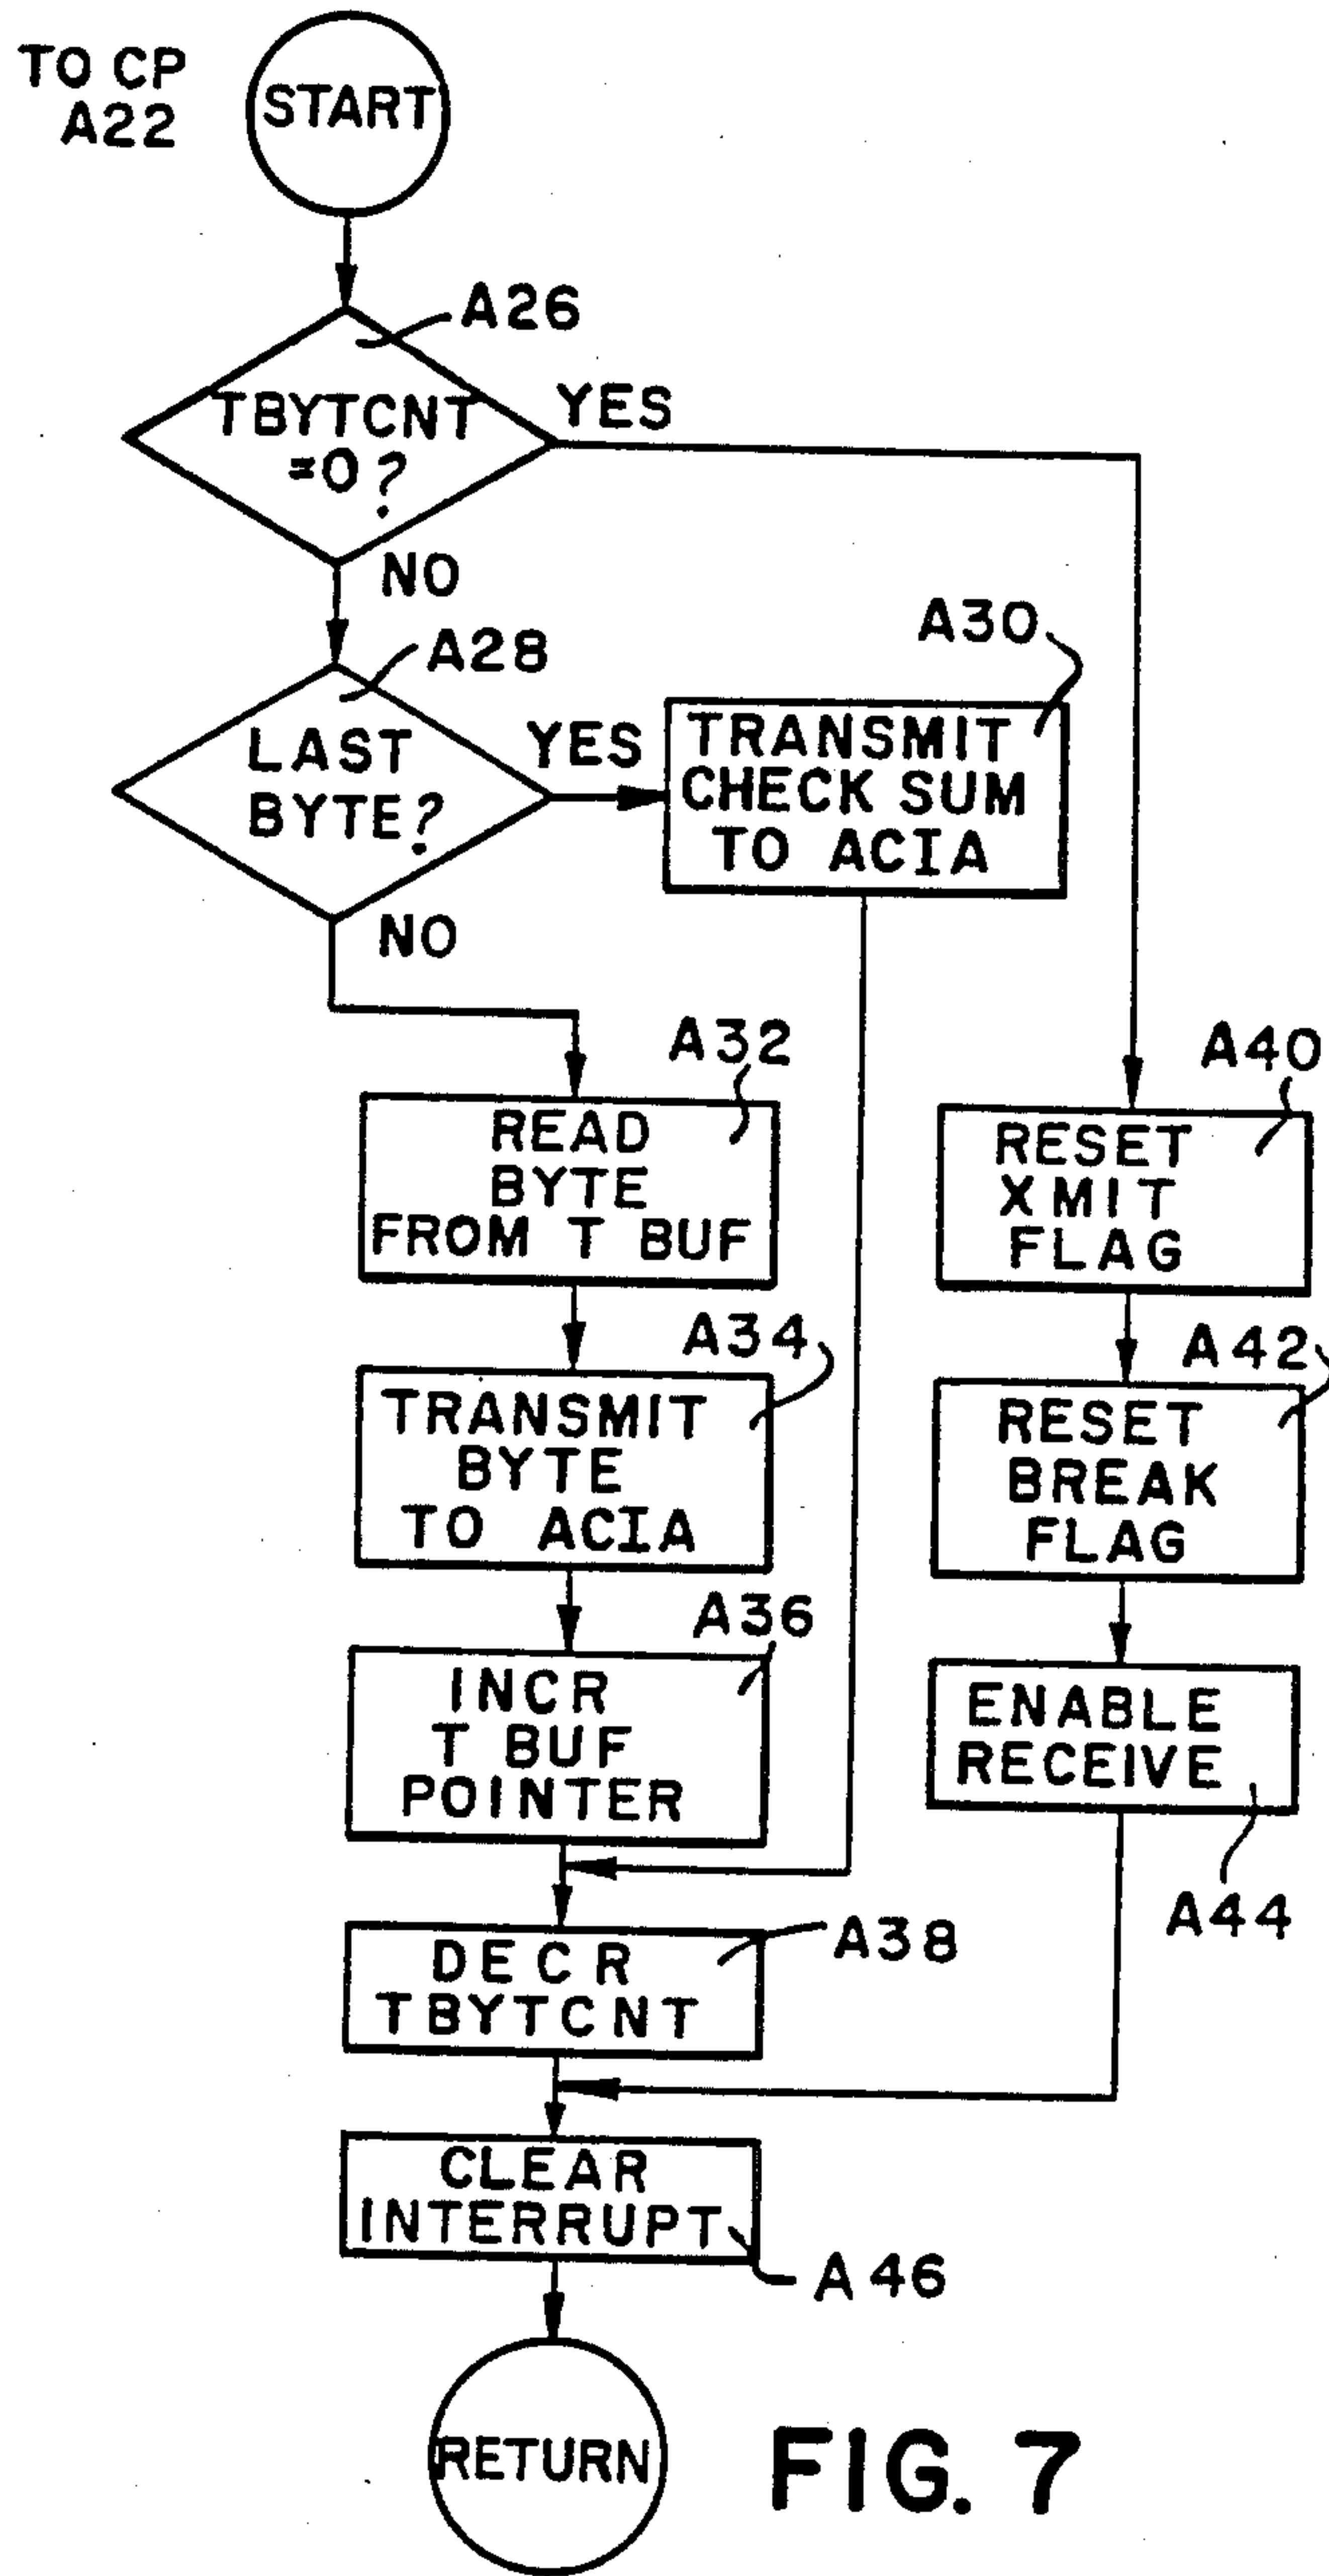 TO CP
A22
START
A26
TBYTCNT
=0?
YES
NO
A28
LAST
BYTE?
YES
NO
A30
TRANSMIT
CHECK SUM
TO ACIA
A32
READ
BYTE
FROM T BUF
A40
RESET
XMIT
FLAG
A34
TRANSMIT
BYTE
TO ACIA
A42
RESET
BREAK
FLAG
A36
INCR
T BUF
POINTER
ENABLE
RECEIVE
A44
A38
DECR
TBYTCNT
CLEAR
INTERRUPT
A46
RETURN
FIG. 7